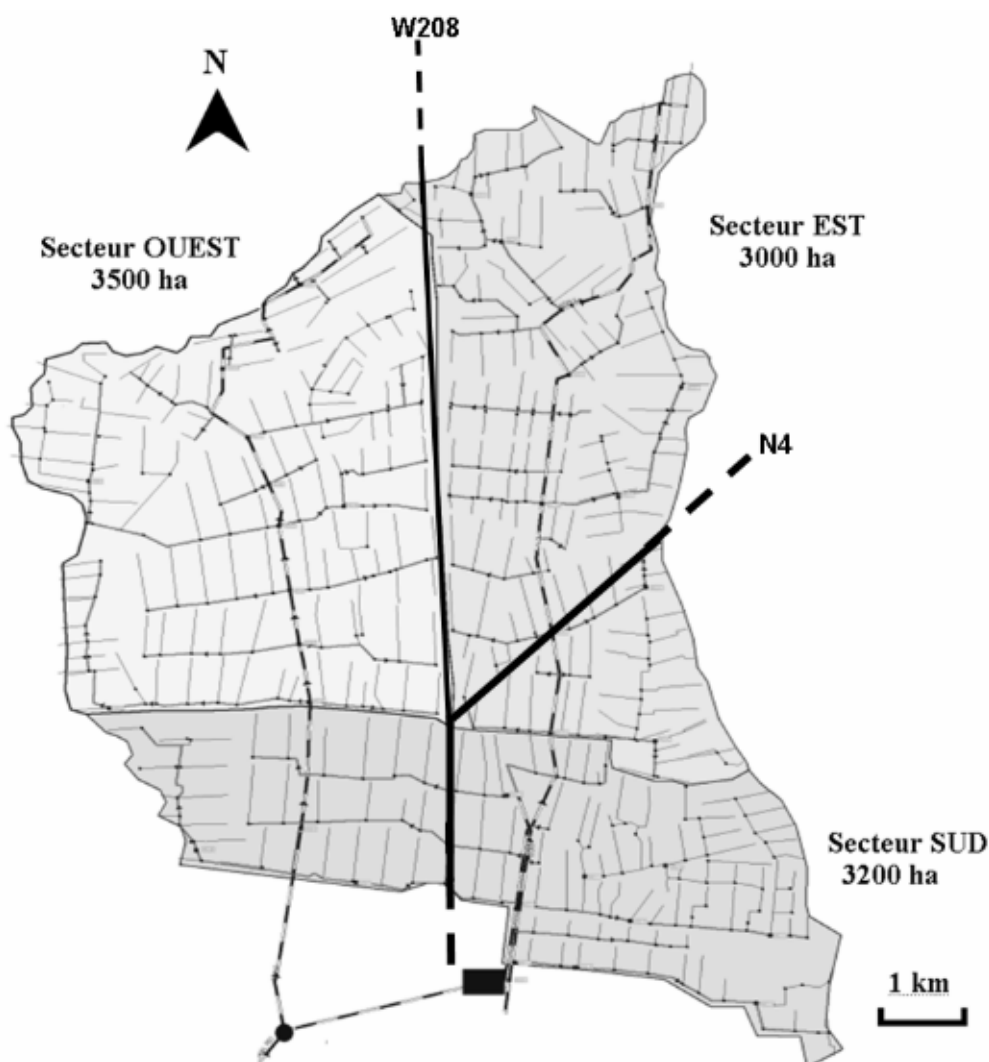 W208
N
Secteur OUEST
3500 ha
Secteur EST
3000 ha
N4
Secteur SUD
3200 ha
1 km